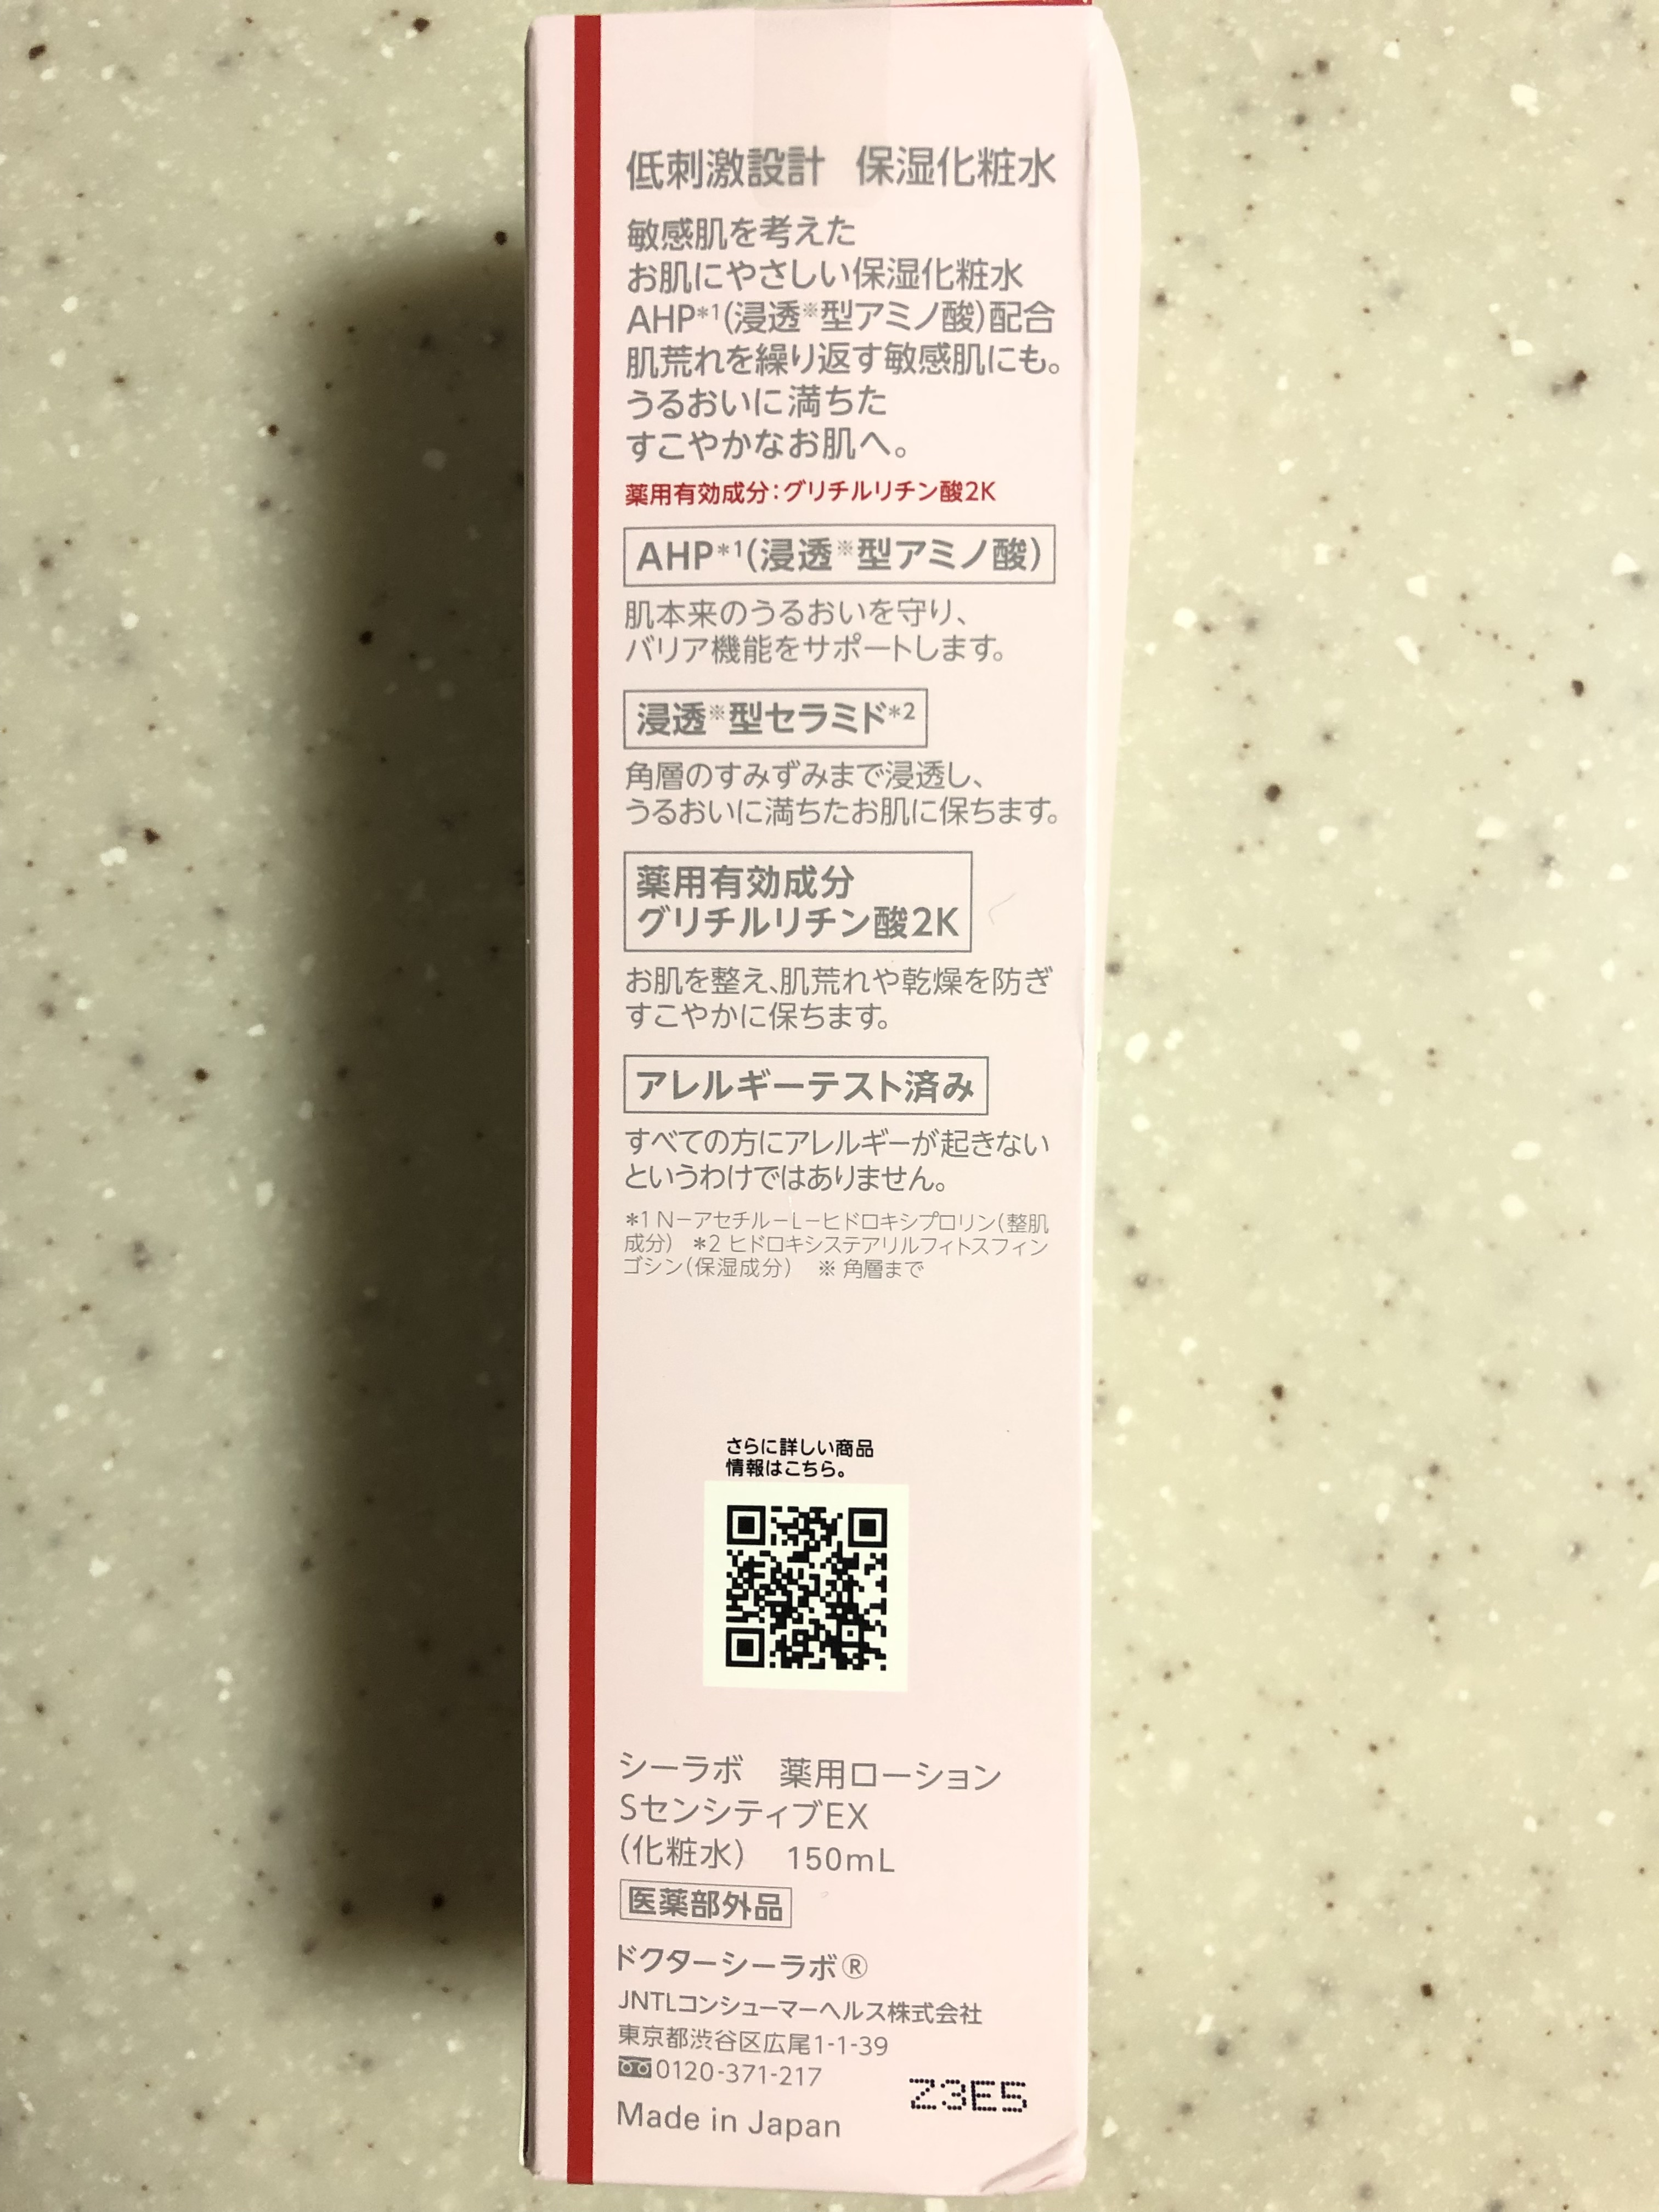 低刺激設計 保湿化粧水
敏感肌を考えた
お肌にやさしい保湿化粧水
AHP*1(浸透※型アミノ酸)配合
肌荒れを繰り返す敏感肌にも。
うるおいに満ちた
すこやかなお肌へ。
薬用有効成分:グリチルリチン酸2K
AHP*1(浸透※型アミノ酸)
肌本来のうるおいを守り、
バリア機能をサポートします。
浸透※型セラミド*2
角層のすみずみまで浸透し、
うるおいに満ちたお肌に保ちます。
薬用有効成分
グリチルリチン酸2K
お肌を整え、肌荒れや乾燥を防ぎ
すこやかに保ちます。
アレルギーテスト済み
すべての方にアレルギーが起きない
というわけではありません。
*1 N-アセチル-L-ヒドロキシプロリン(整肌
成分) *2 ヒドロキシステアリルフィトスフィン
ゴシン(保湿成分) ※ 角層まで
さらに詳しい商品
情報はこちら。
シーラボ 薬用ローション
SセンシティブEX
(化粧水) 150mL
医薬部外品
ドクターシーラボ®
JNTLコンシューマーヘルス株式会社
東京都渋谷区広尾1-1-39
0120-371-217
Z3E5
Made in Japan